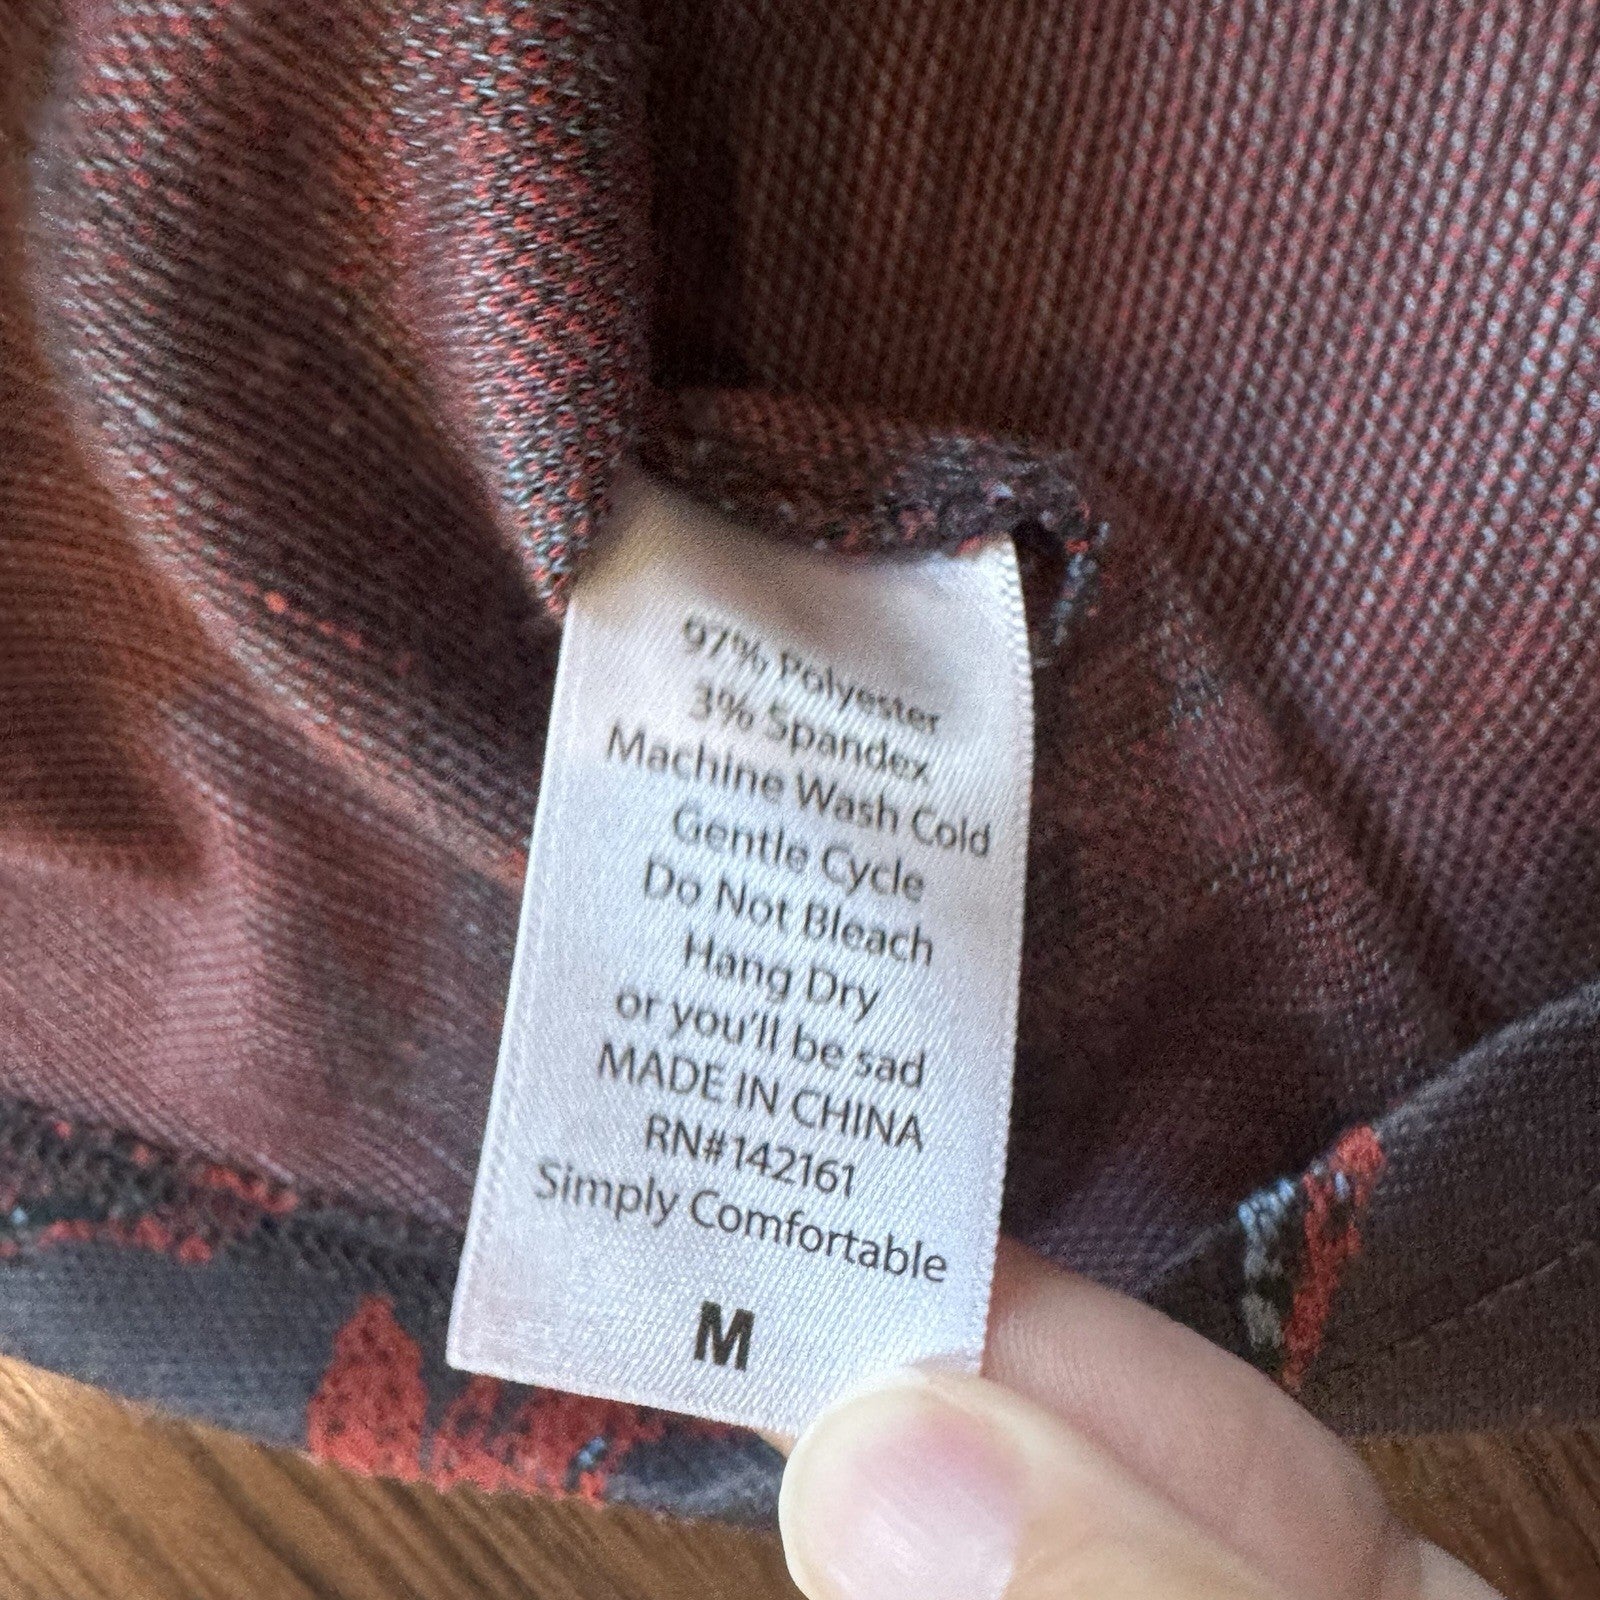 97% Polyester
3% Spandex
Machine Wash Cold
Gentle Cycle
Do Not Bleach
Hang Dry
or you'll be sad
MADE IN CHINA
RN#142161
Simply Comfortable
M